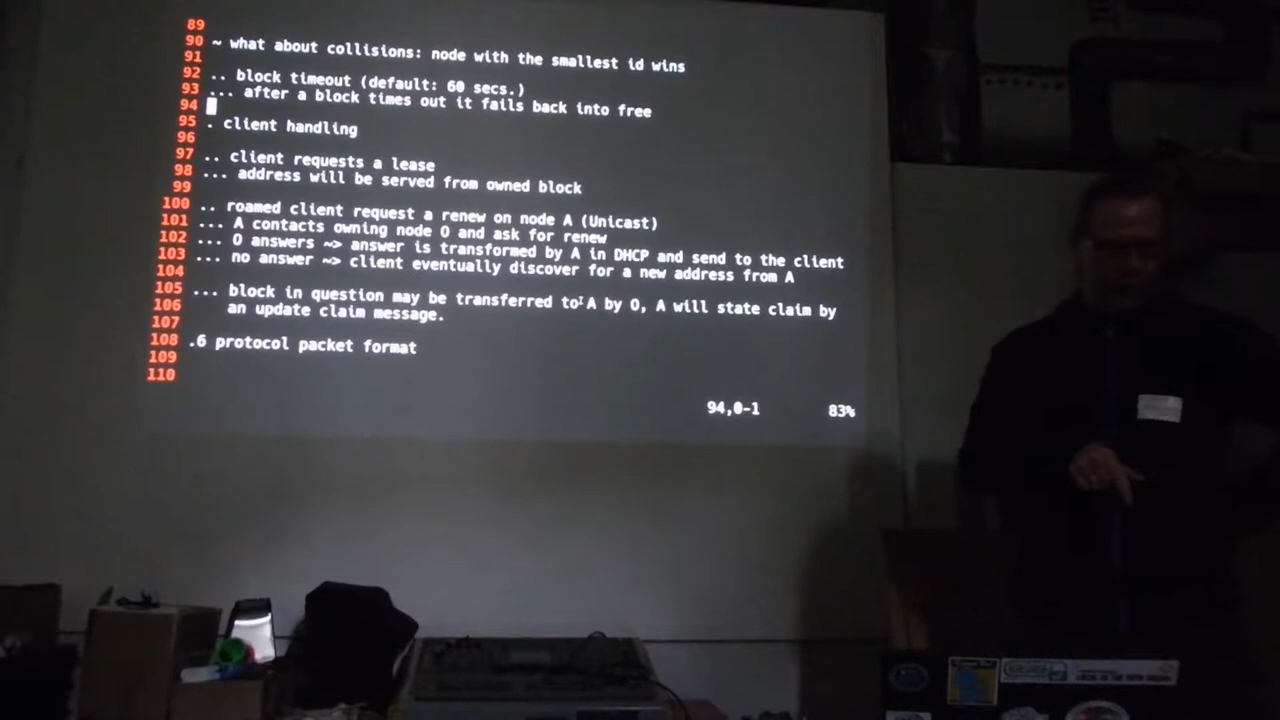 89
90 ~ what about collisions: node with the smallest id wins
91
92 .. block timeout (default: 60 secs.)
93 ... after a block times out it falls back into free
94
95 . client handling
96
97 .. client requests a lease
98 ... address will be served from owned block
99
100 .. roamed client request a renew on node A (Unicast)
101 ... A contacts owning node O and ask for renew
102 ... O answers ~> answer is transformed by A in DHCP and send to the client
103 ... no answer ~> client eventually discover for a new address from A
104
105 ... block in question may be transferred to A by O, A will state claim by
106 an update claim message.
107
108 .6 protocol packet format
109
110
94,0-1 83%